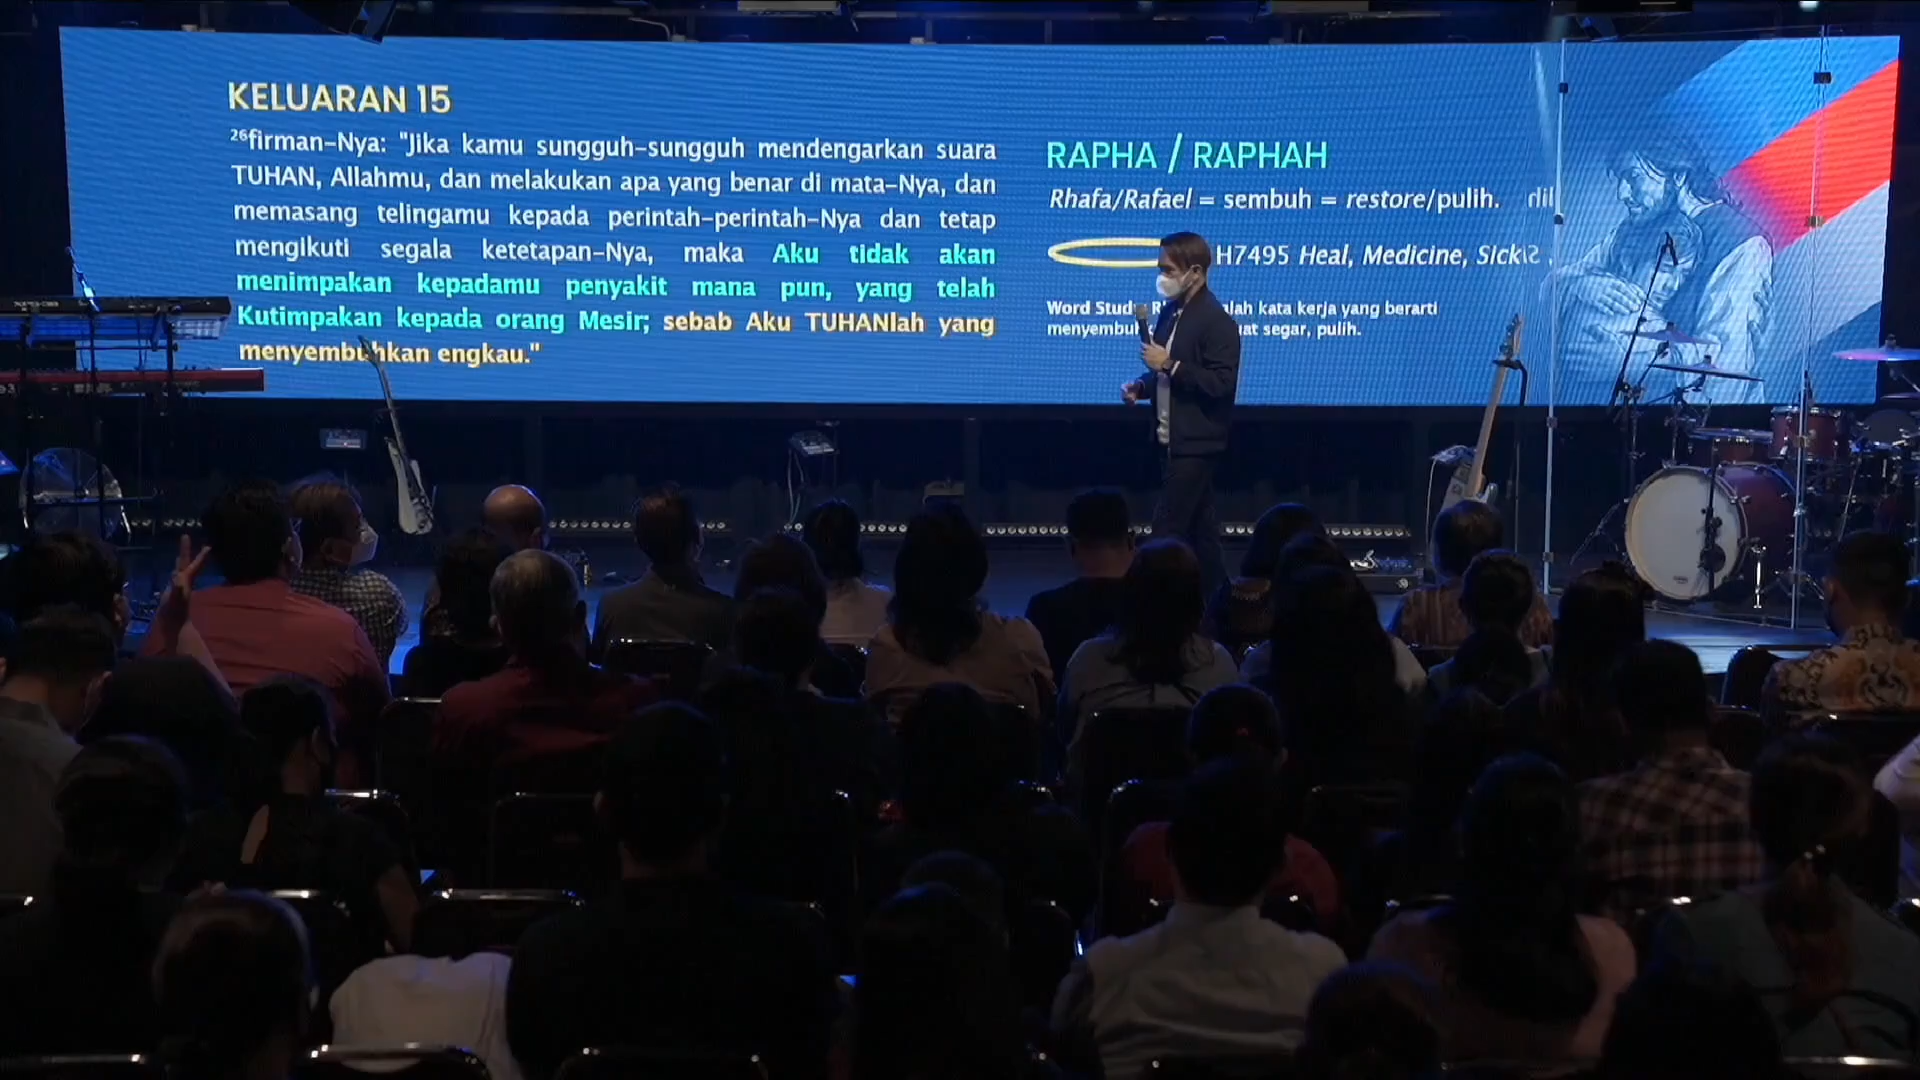 KELUARAN 15
26firman-Nya: "Jika kamu sungguh-sungguh mendengarkan suara
TUHAN, Allahmu, dan melakukan apa yang benar di mata-Nya, dan
memasang telingamu kepada perintah-perintah-Nya dan tetap
mengikuti segala ketetapan-Nya, maka Aku tidak akan
menimpakan kepadamu penyakit mana pun, yang telah
Kutimpakan kepada orang Mesir; sebab Aku TUHANlah yang
menyembuhkan engkau."
RAPHA / RAPHAH
Rhafa/Rafael = sembuh = restore/pulih.
H7495 Heal, Medicine,
Word Study kata kerja yang berarti
segar, pulih.